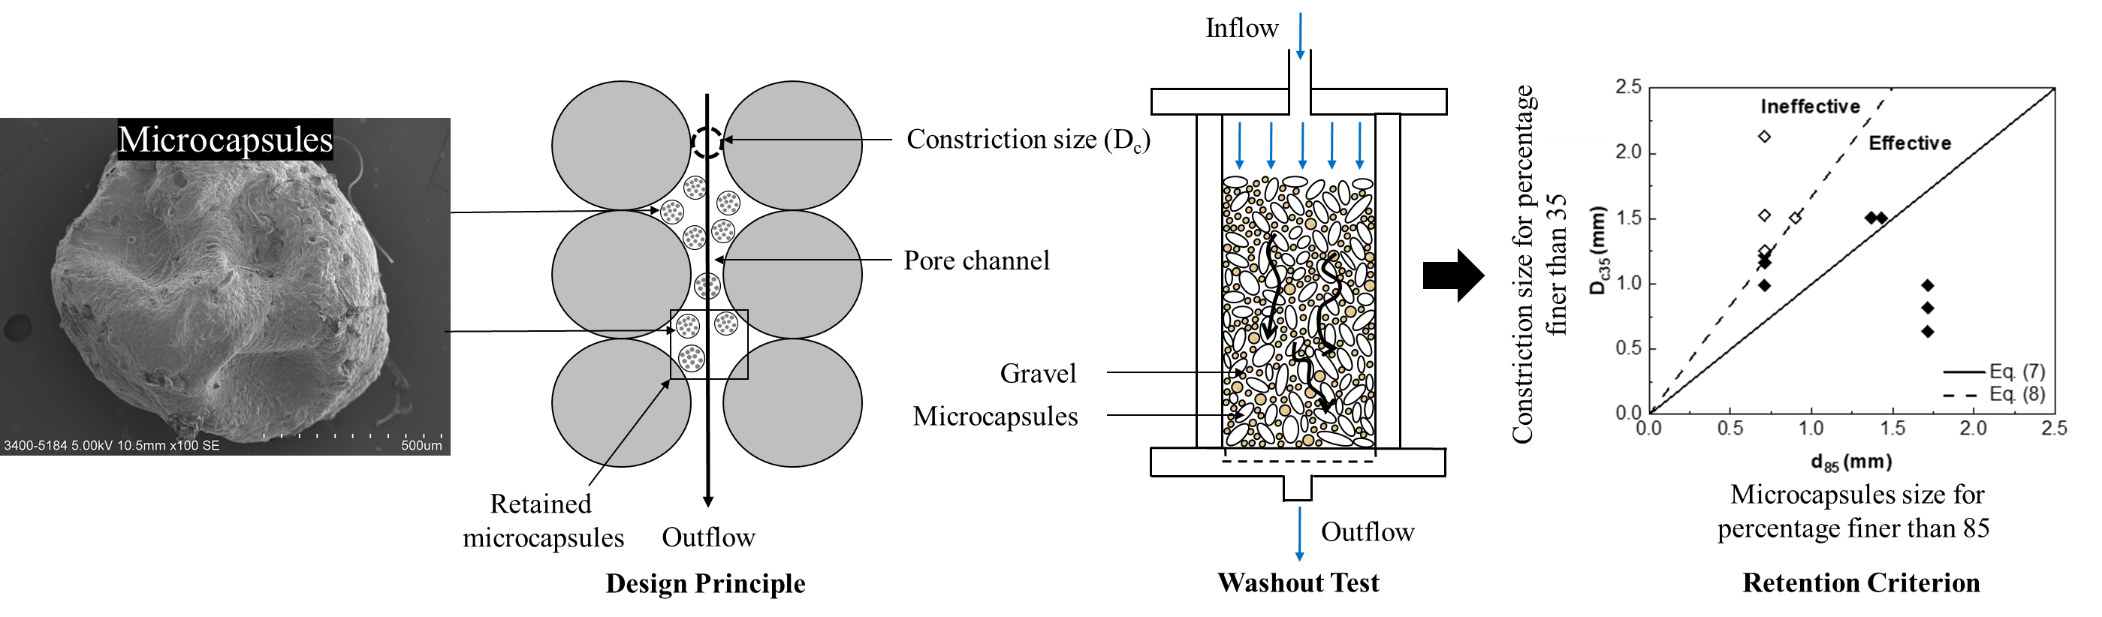 Microcapsules
3400-5184 5.00kV 10.5mm x100 SE
500um
Constriction size (Dc)
Pore channel
Retained
microcapsules
Outflow
Design Principle
Inflow
Gravel
Microcapsules
Outflow
Washout Test
Constriction size for percentage
finer than 35
Dc35 (mm)
2.5
2.0
1.5
1.0
0.5
0.0
Ineffective
Effective
Eq. (7)
Eq. (8)
0.0 0.5 1.0 1.5 2.0 2.5
d85 (mm)
Microcapsules size for
percentage finer than 85
Retention Criterion